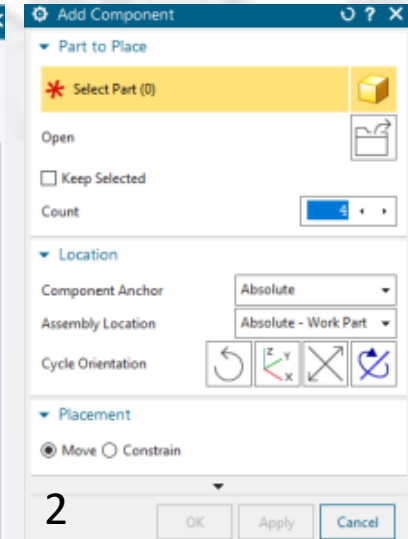 Add Component
Part to Place
* Select Part (0)
Open
Keep Selected
Count 4
Location
Component Anchor Absolute
Assembly Location Absolute - Work Part
Cycle Orientation Z Y X
Placement
Move Constrain
2 OK Apply Cancel